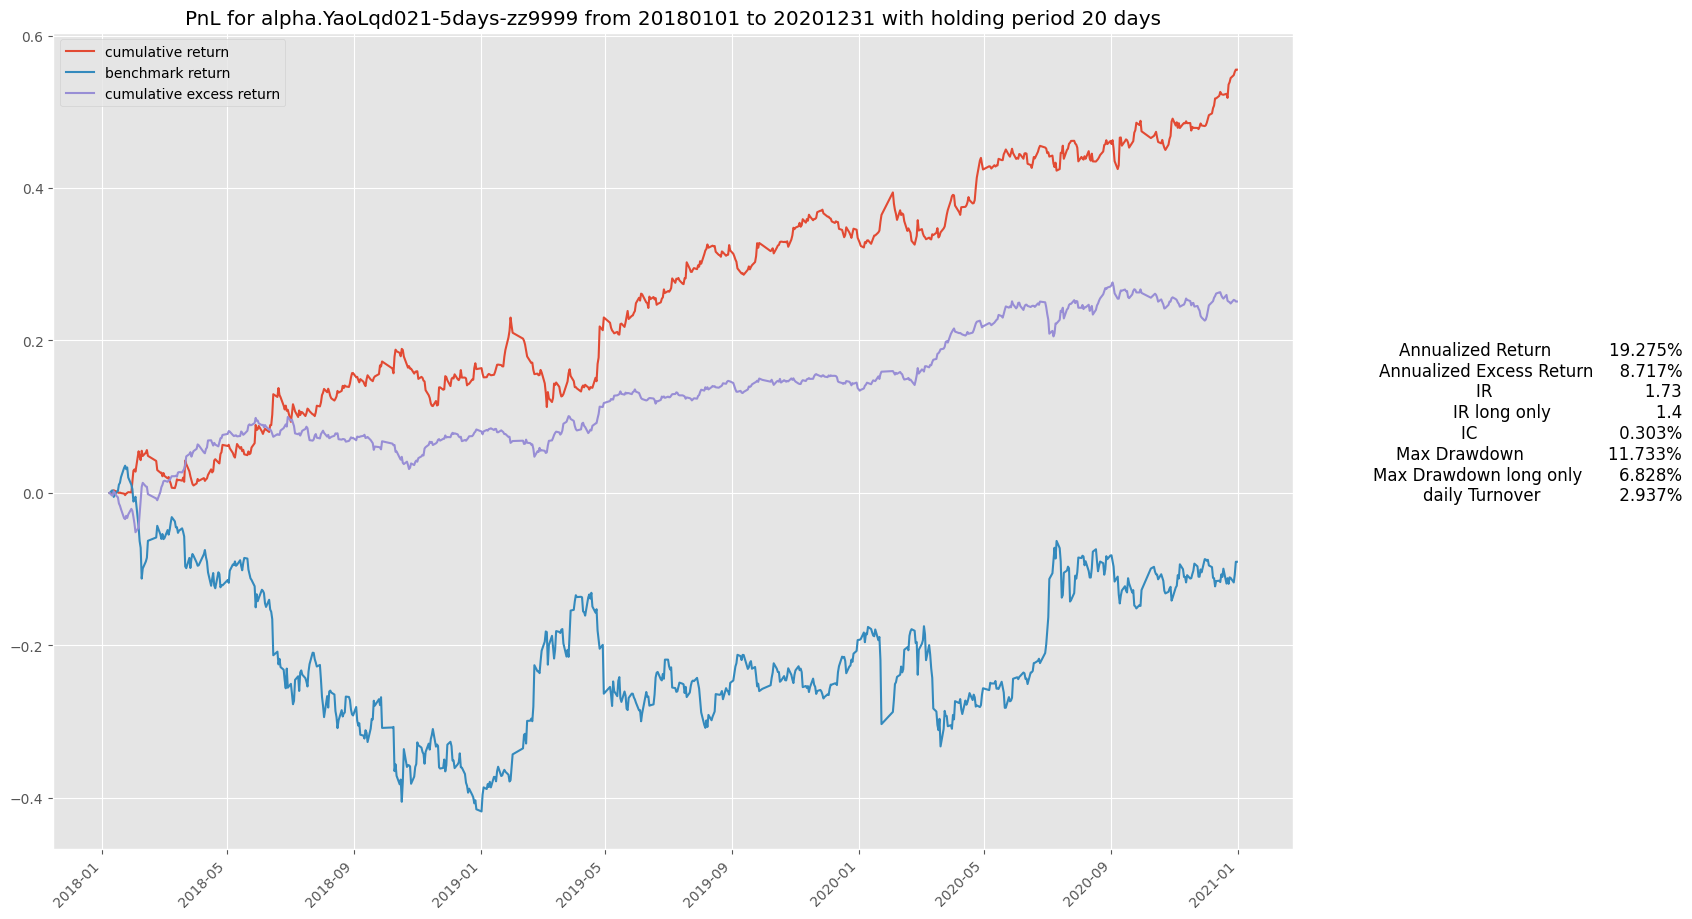 PnL for alpha.YaoLqd021-5days-zz9999 from 20180101 to 20201231 with holding period 20 days
cumulative return
benchmark return
cumulative excess return
0.6
0.4
0.2
0.0
−0.2
−0.4
2018-01
2018-05
2018-09
2019-01
2019-05
2019-09
2020-01
2020-05
2020-09
2021-01
Annualized Return 19.275%
Annualized Excess Return 8.717%
IR 1.73
IR long only 1.4
IC 0.303%
Max Drawdown 11.733%
Max Drawdown long only 6.828%
daily Turnover 2.937%